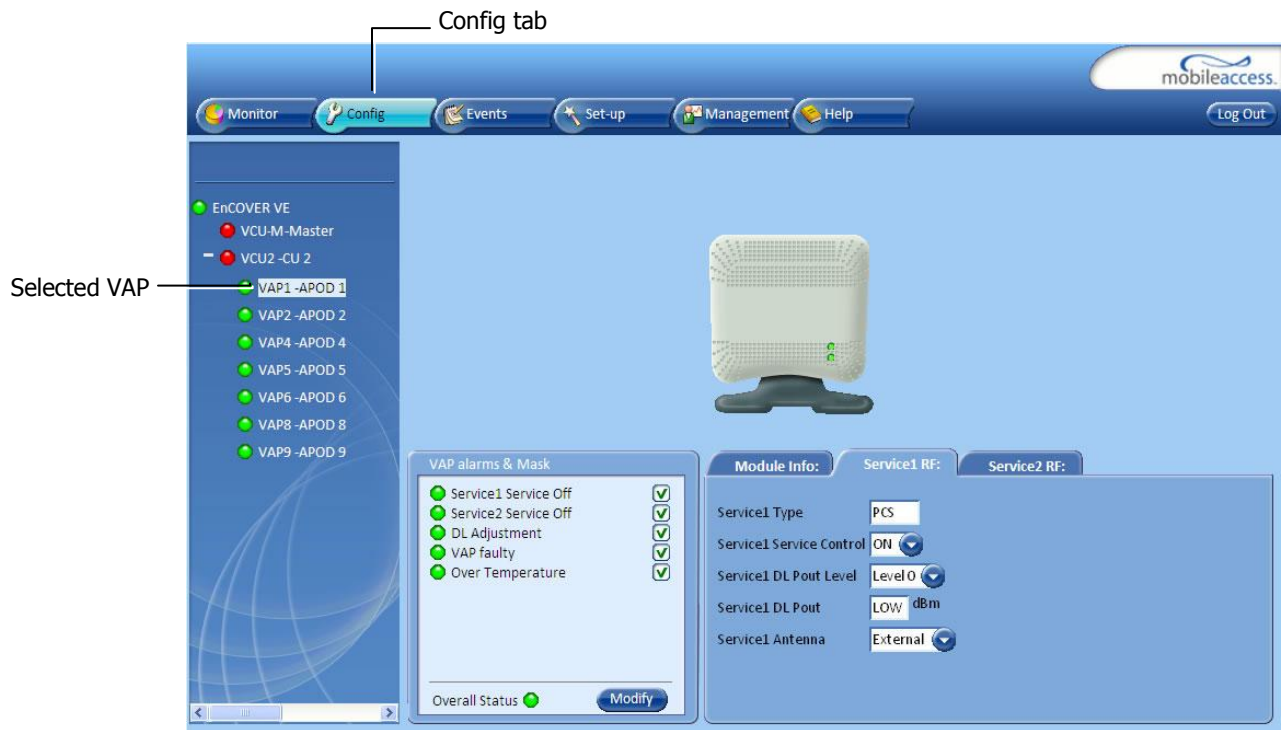 Config tab
mobileaccess.
Monitor
Config
Events
Set-up
Management
Help
Log Out
EnCOVER VE
VCU-M-Master
VCU2 -CU 2
Selected VAP
VAP1 -APOD 1
VAP2 -APOD 2
VAP4 -APOD 4
VAP5 -APOD 5
VAP6 -APOD 6
VAP8 -APOD 8
VAP9 -APOD 9
VAP alarms & Mask
Service1 Service Off
Service2 Service Off
DL Adjustment
VAP faulty
Over Temperature
Overall Status
Modify
Module Info:
Service1 RF:
Service2 RF:
Service1 Type PCS
Service1 Service Control ON
Service1 DL Pout Level Level 0
Service1 DL Pout LOW dBm
Service1 Antenna External